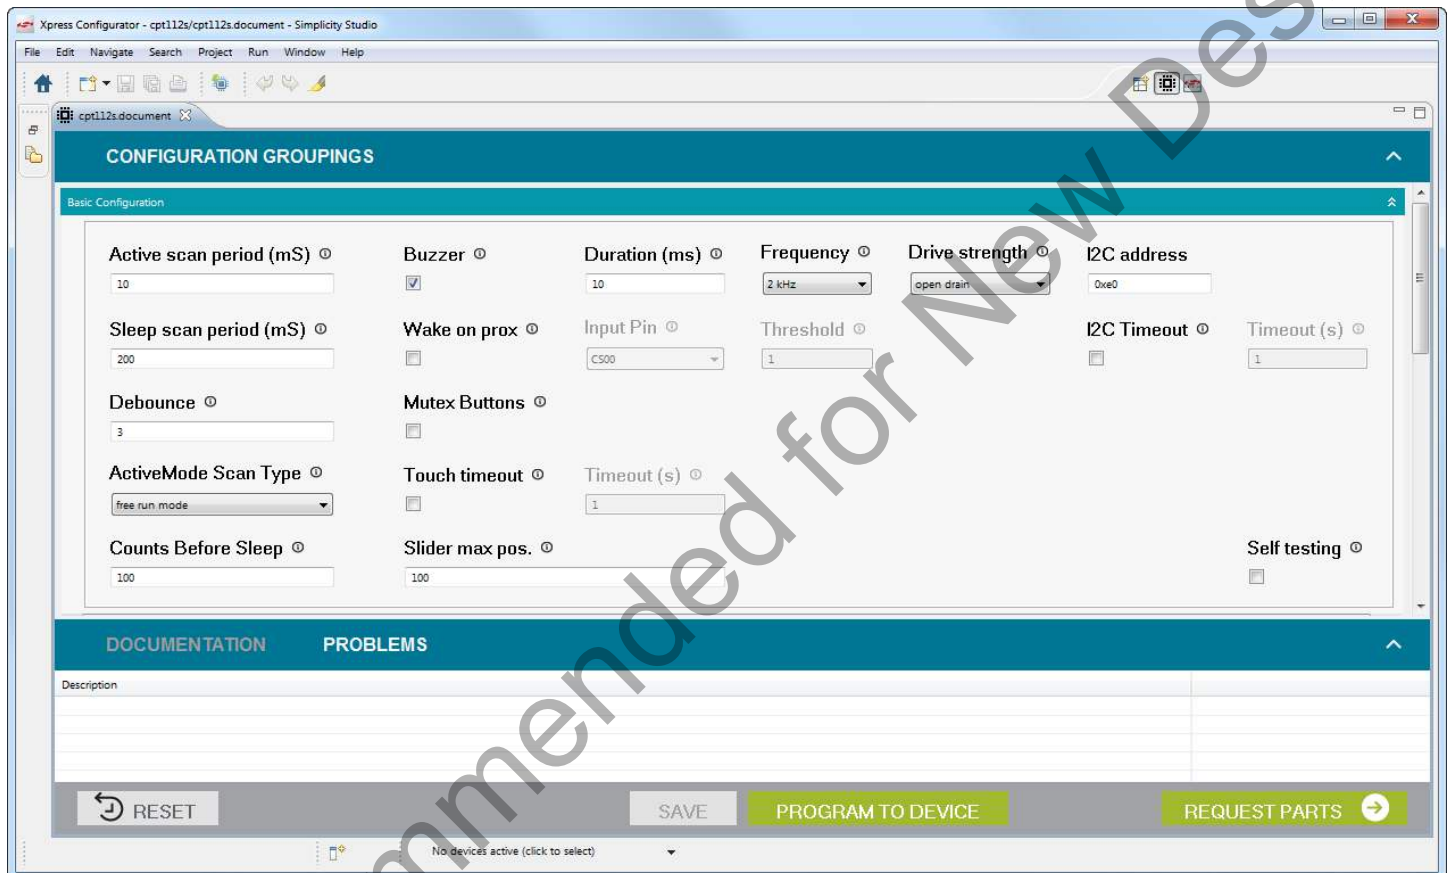 Xpress Configurator - cpt112s/cpt112s.document - Simplicity Studio
File Edit Navigate Search Project Run Window Help
cpt112s.document
CONFIGURATION GROUPINGS
Basic Configuration
Active scan period (mS) Buzzer Duration (ms) Frequency Drive strength I2C address
10 10 2 kHz open drain 0xe0
Sleep scan period (mS) Wake on prox Input Pin Threshold I2C Timeout Timeout (s)
200 CS00 1 1
Debounce Mutex Buttons
3
ActiveMode Scan Type Touch timeout Timeout (s)
free run mode 1
Counts Before Sleep Slider max pos. Self testing
100 100
DOCUMENTATION PROBLEMS
Description
RESET SAVE PROGRAM TO DEVICE REQUEST PARTS
No devices active (click to select)
mmended for New Des